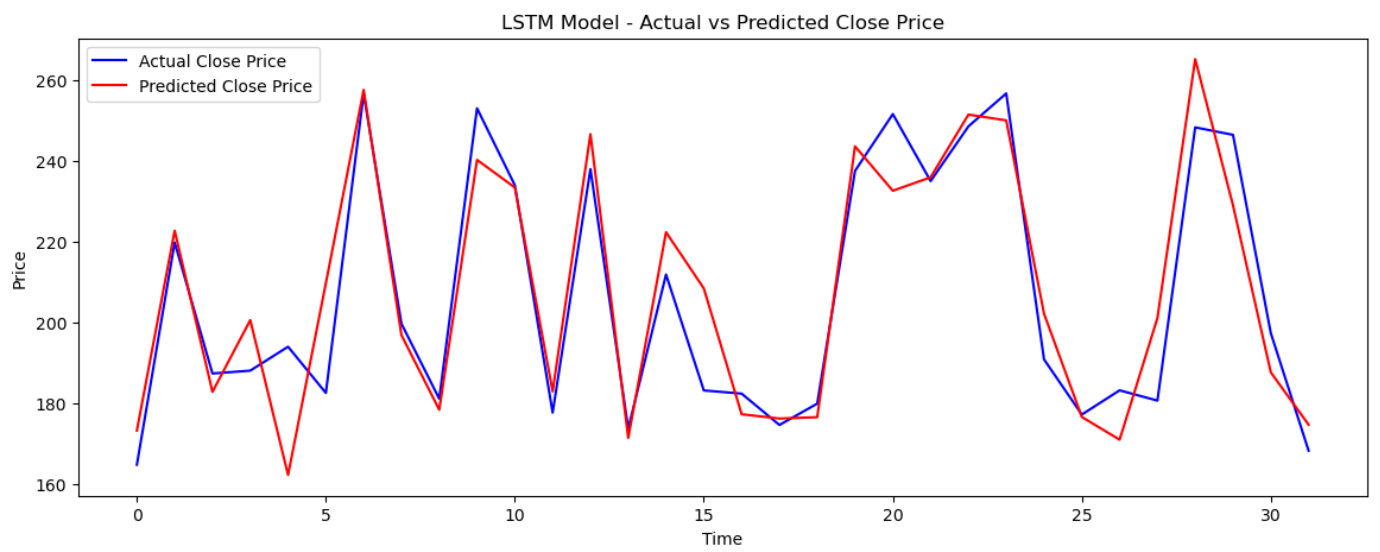 LSTM Model - Actual vs Predicted Close Price
Actual Close Price
Predicted Close Price
260
240
220
200
180
160
Price
0 5 10 15 20 25 30
Time